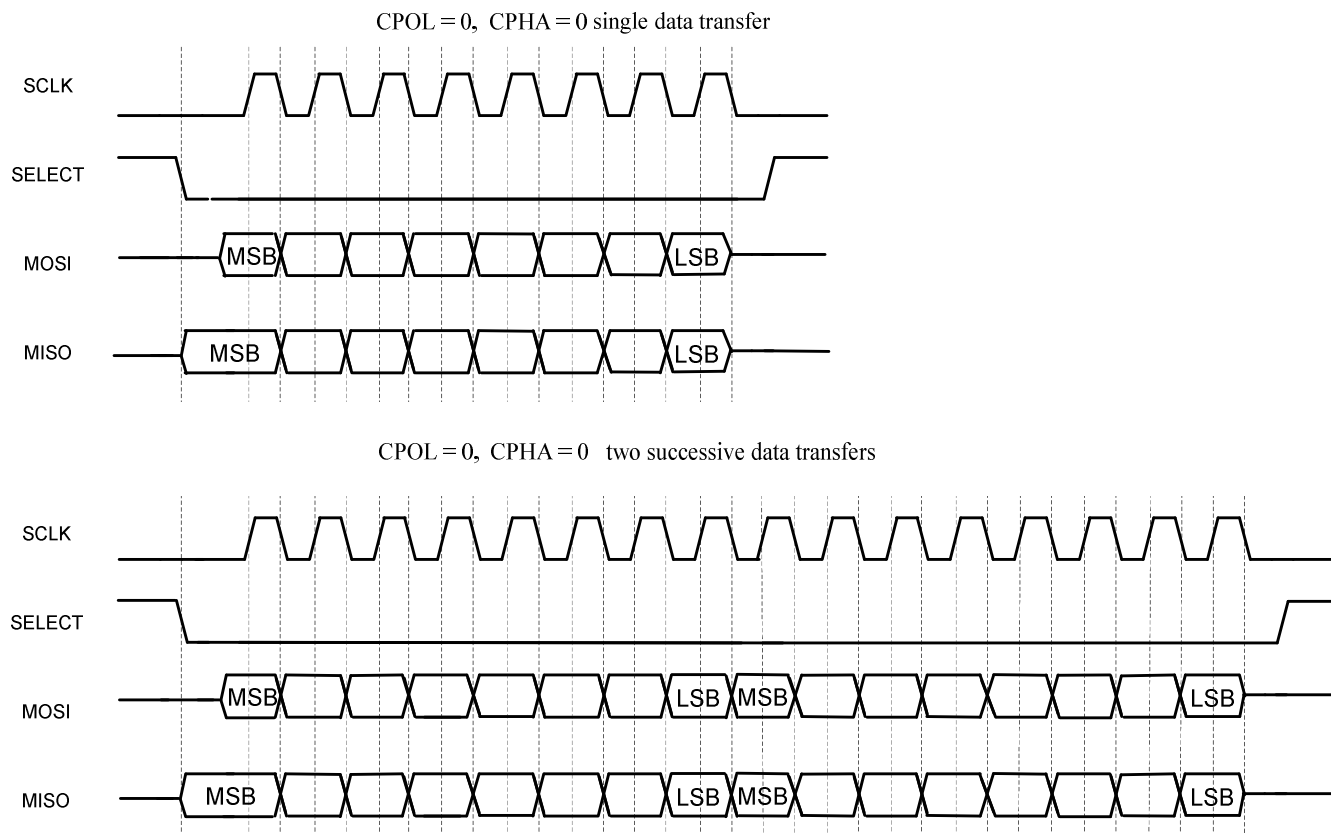 CPOL = 0, CPHA = 0 single data transfer
SCLK
SELECT
MOSI MSB LSB
MISO MSB LSB
CPOL = 0, CPHA = 0 two successive data transfers
SCLK
SELECT
MOSI MSB LSB MSB LSB
MISO MSB LSB MSB LSB